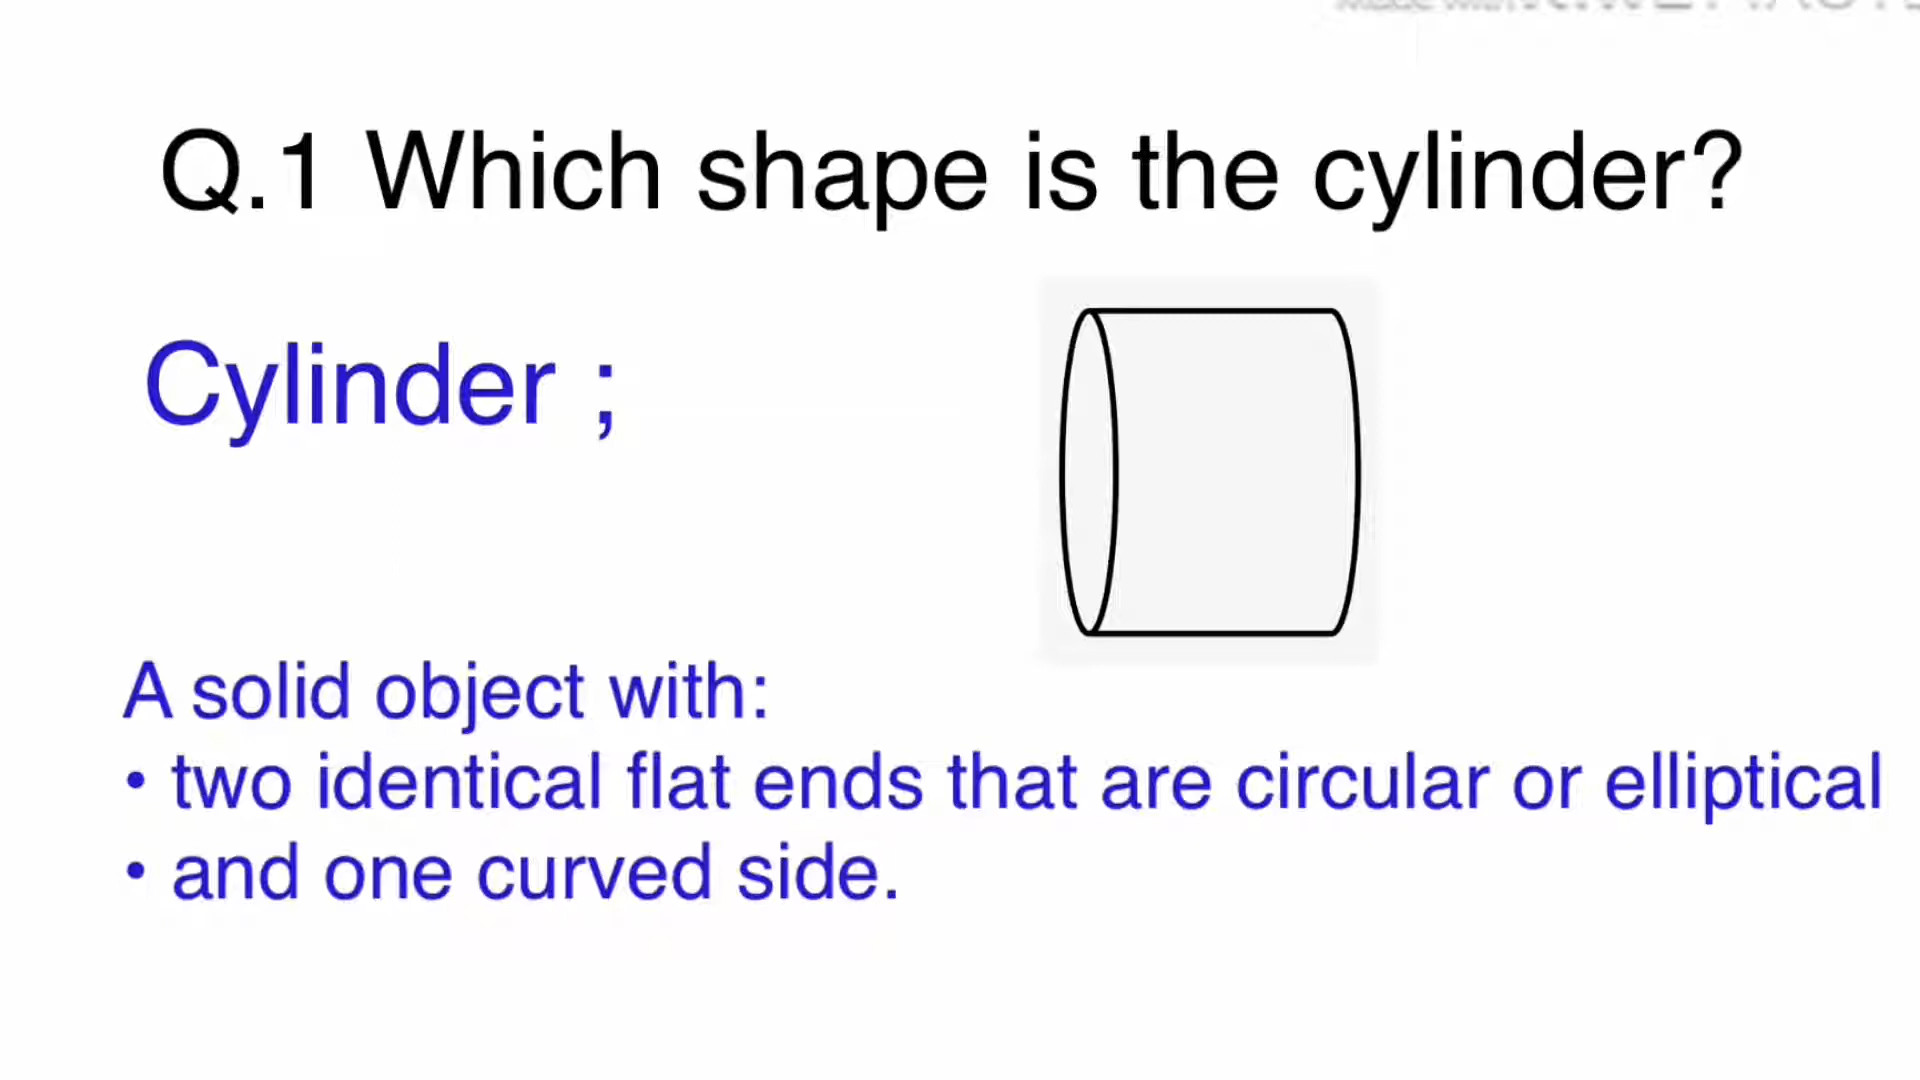 Q.1 Which shape is the cylinder?
Cylinder ;
A solid object with:
• two identical flat ends that are circular or elliptical
• and one curved side.